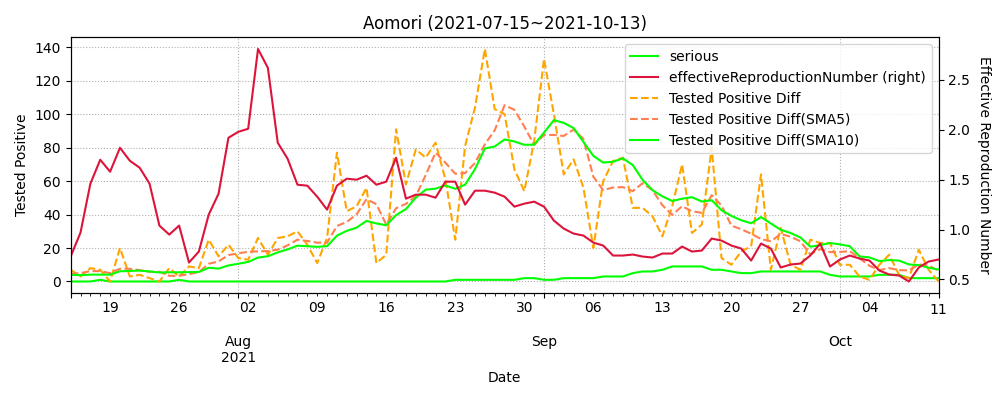 Aomori (2021-07-15~2021-10-13)
140
120
100
80
60
40
20
0
Tested Positive
2.5
2.0
1.5
1.0
0.5
Effective Reproduction Number
serious
effectiveReproductionNumber (right)
Tested Positive Diff
Tested Positive Diff(SMA5)
Tested Positive Diff(SMA10)
19 26 02 09 16 23 30 06 13 20 27 04 11
Aug Sep Oct
2021
Date